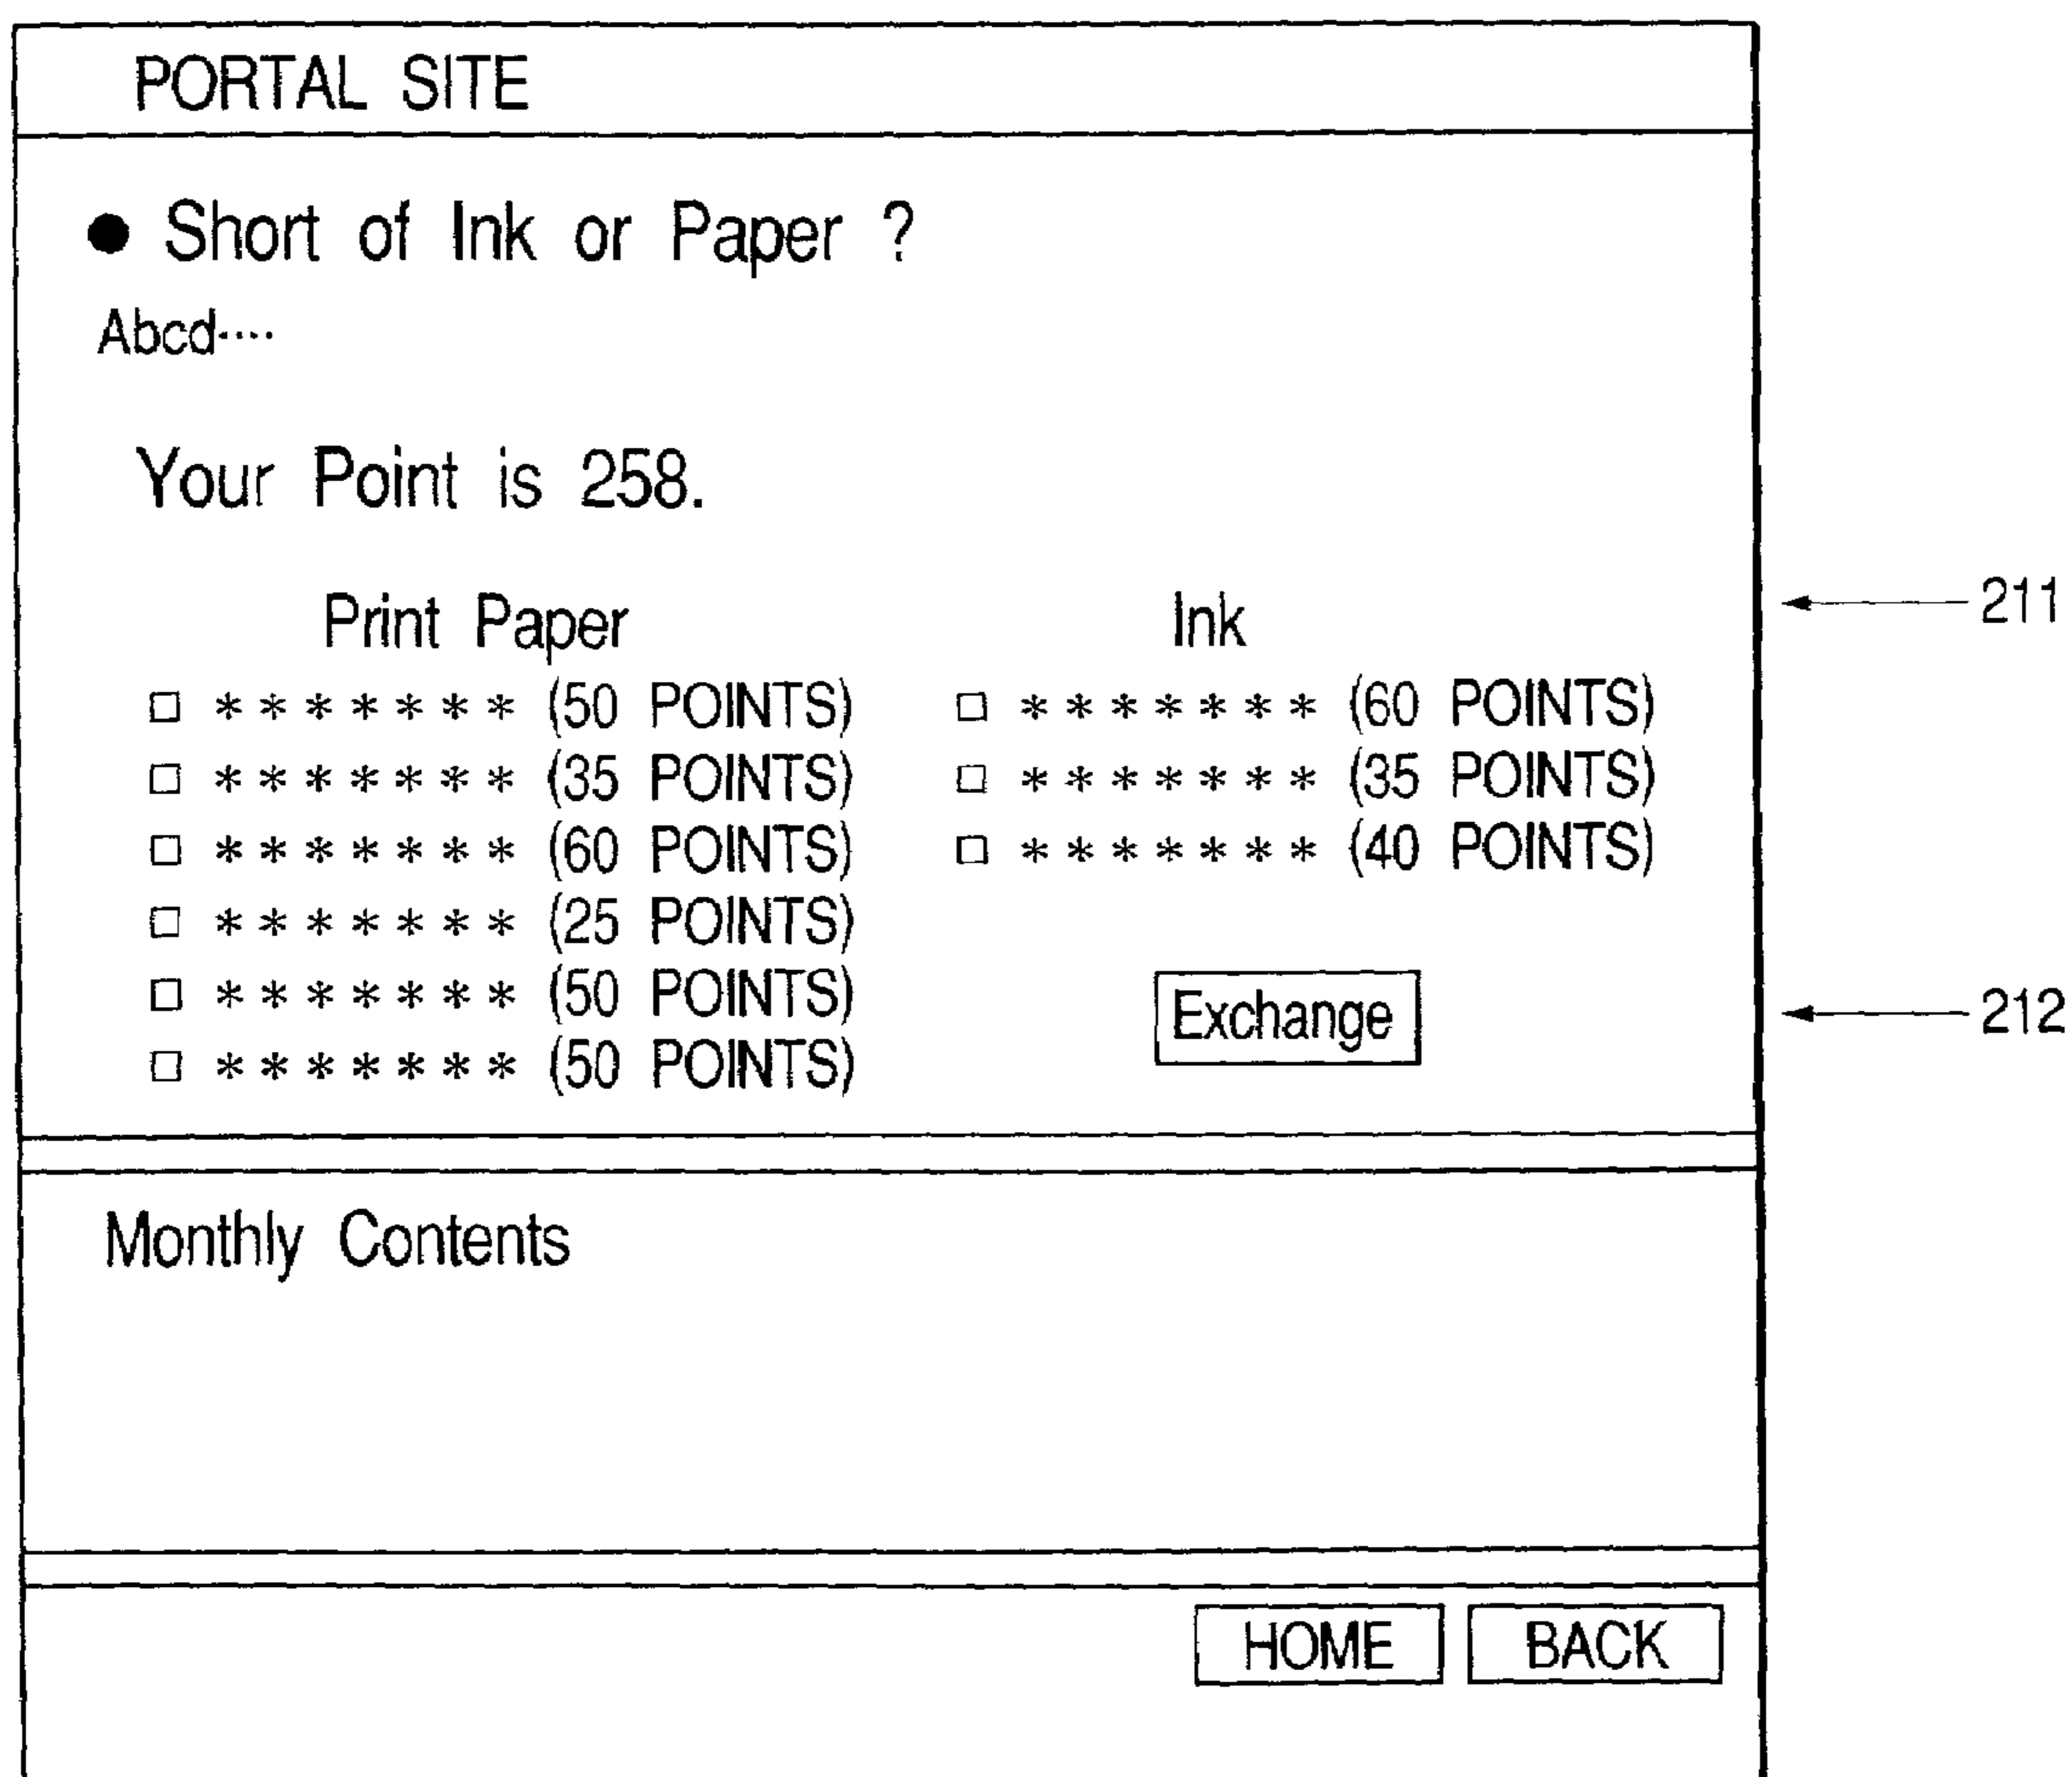 PORTAL SITE
● Short of Ink or Paper ?
Abcd····
Your Point is 258.
Print Paper
□ ******* (50 POINTS)
□ ******* (35 POINTS)
□ ******* (60 POINTS)
□ ******* (25 POINTS)
□ ******* (50 POINTS)
□ ******* (50 POINTS)
Ink
□ ******* (60 POINTS)
□ ******* (35 POINTS)
□ ******* (40 POINTS)
Exchange
211
212
Monthly Contents
HOME BACK